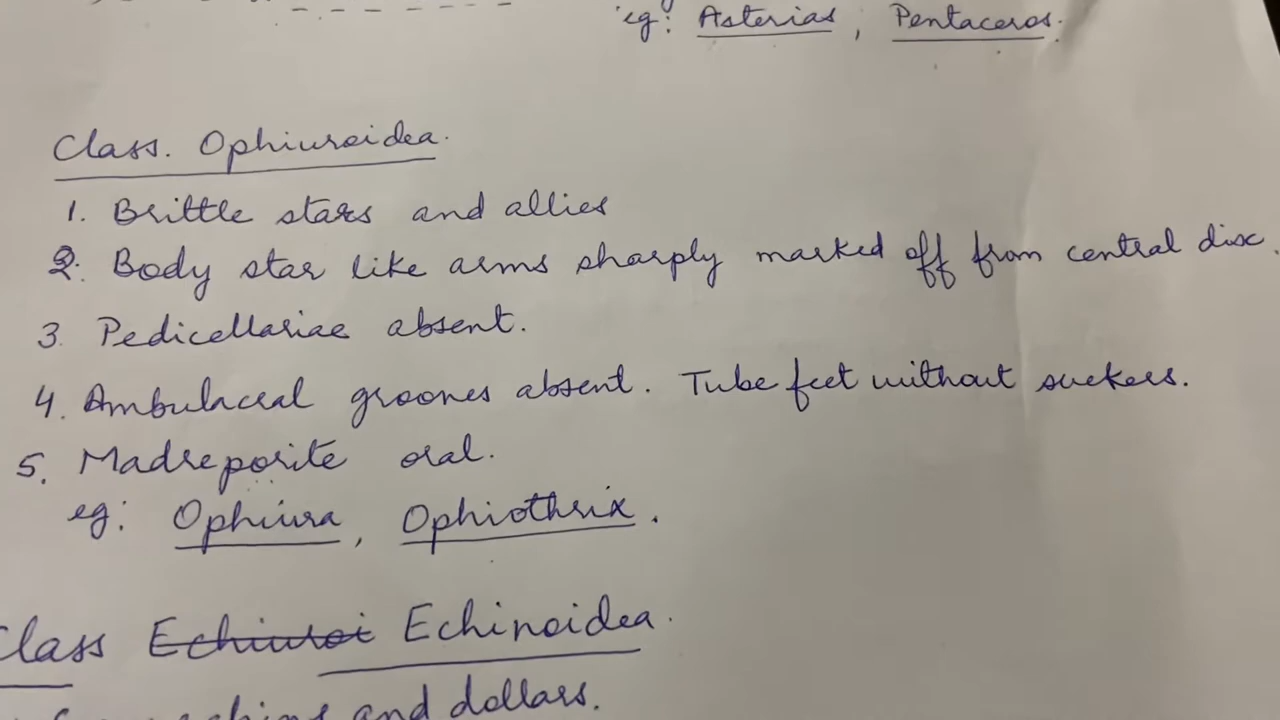 eg: Asterias, Pentaceros.
Class. Ophiuroidea.
1. Brittle stars and allies
2. Body star like arms sharply marked off from central disc.
3. Pedicellariae absent.
4. Ambulacral grooves absent. Tube feet without suckers.
5. Madreporite oral.
eg: Ophiura, Ophiothrix.
Class Echiuroi Echinoidea.
and dollars.